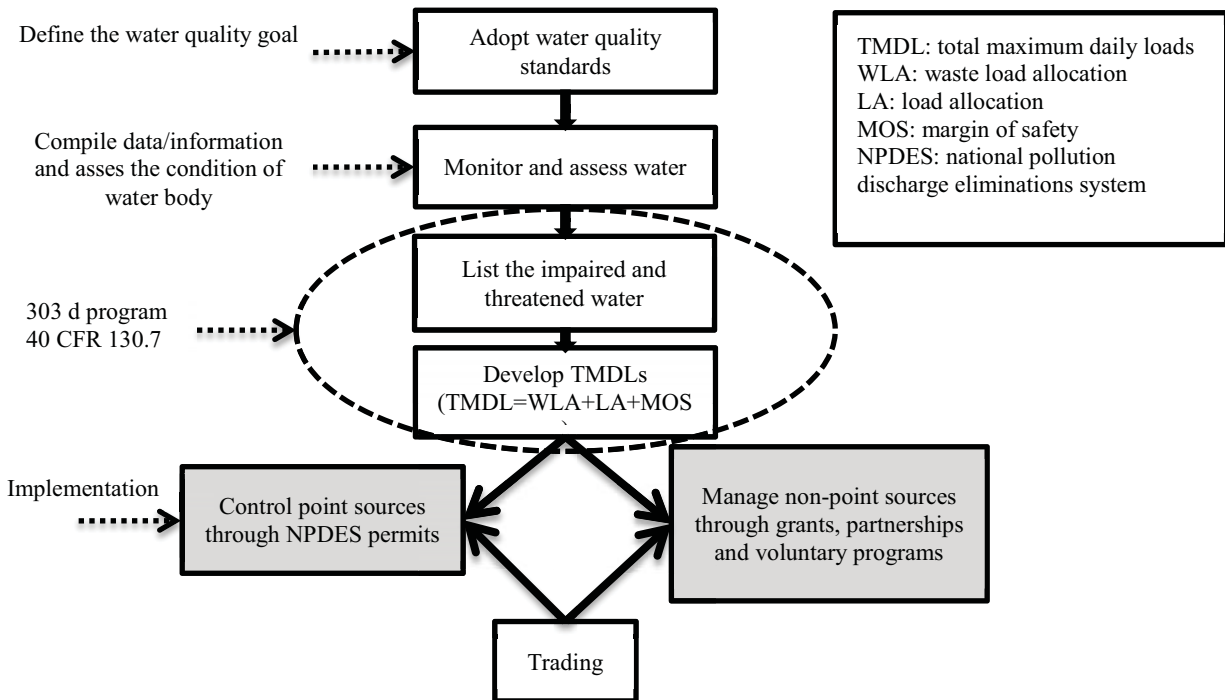 Define the water quality goal
Adopt water quality
standards
TMDL: total maximum daily loads
WLA: waste load allocation
LA: load allocation
MOS: margin of safety
NPDES: national pollution
discharge eliminations system
Compile data/information
and asses the condition of
water body
Monitor and assess water
List the impaired and
threatened water
303 d program
40 CFR 130.7
Develop TMDLs
(TMDL=WLA+LA+MOS
、
Implementation
Control point sources
through NPDES permits
Manage non-point sources
through grants, partnerships
and voluntary programs
Trading